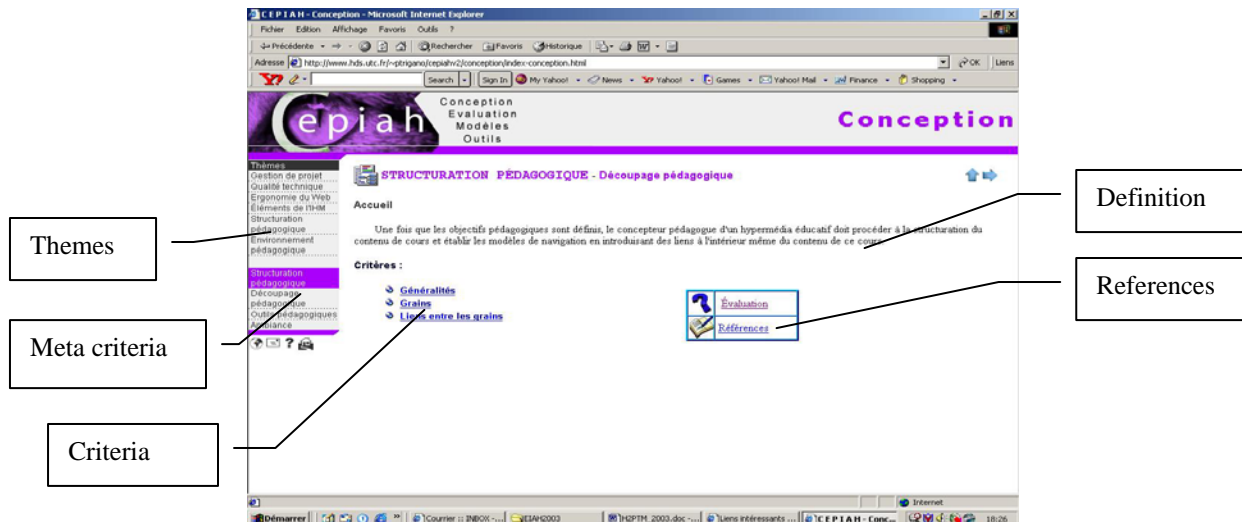 C E P I A H - Conception - Microsoft Internet Explorer
Fichier Edition Affichage Favoris Outils ?
Précédente Rechercher Favoris Historique
Adresse http://www.hds.utc.fr/~ptrigano/cepiahv2/conception/index-conception.html OK Liens
Search Sign In My Yahoo! News Yahoo! Games Yahoo! Mail Finance Shopping
Cepiah
Conception
Evaluation
Modèles
Outils
Conception
Thèmes
Gestion de projet
Qualité technique
Ergonomie du Web
Éléments de l'IHM
Structuration
pédagogique
Environnement
pédagogique
Structuration
pédagogique
Découpage
pédagogique
Outils pédagogiques
Ambiance
STRUCTURATION PÉDAGOGIQUE - Découpage pédagogique
Accueil
Une fois que les objectifs pédagogiques sont définis, le concepteur pédagogue d'un hypermédia éducatif doit procéder à la structuration du
contenu de cours et établir les modèles de navigation en introduisant des liens à l'intérieur même du contenu de ce cours.
Critères :
Généralités
Grains
Liens entre les grains
Évaluation
Références
Themes
Meta criteria
Criteria
Definition
References
Internet
Démarrer Courrier :: INBOX -... EIAH2003 H2PTM_2003.doc -... Liens intéressants ... C E P I A H - Conc... 18:26